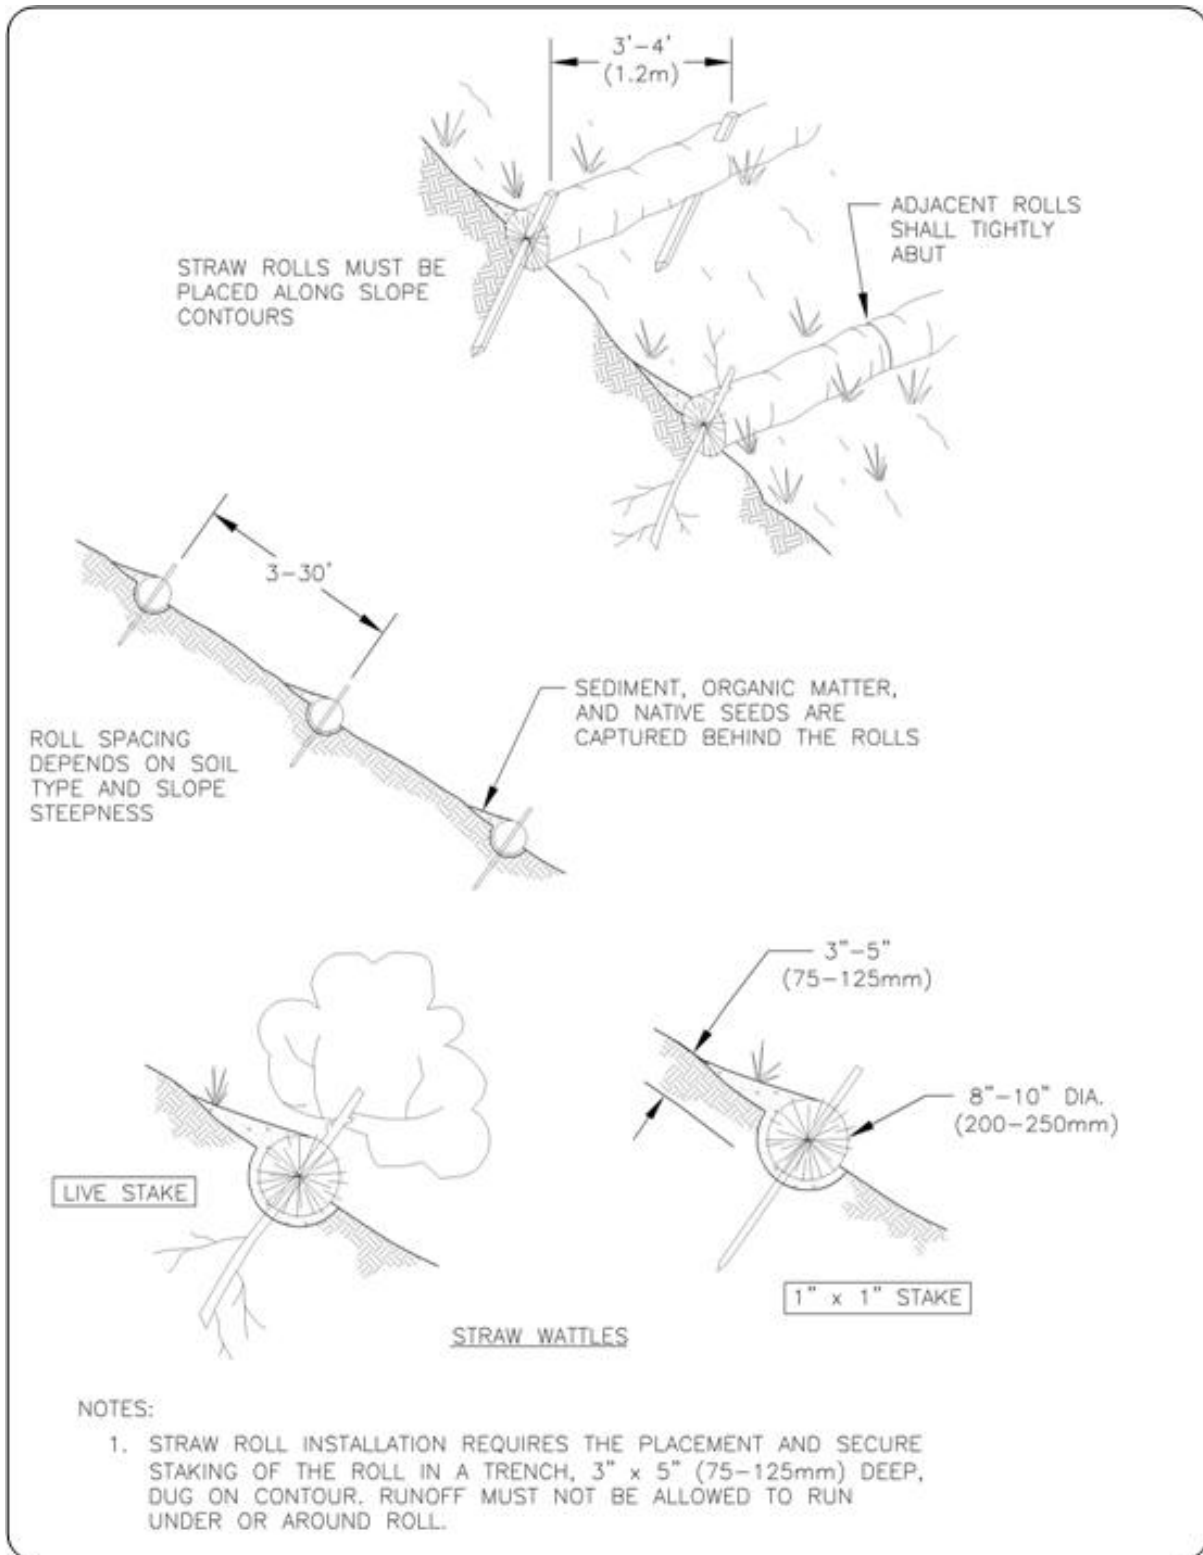 3'-4'
(1.2m)
ADJACENT ROLLS
SHALL TIGHTLY
ABUT
STRAW ROLLS MUST BE
PLACED ALONG SLOPE
CONTOURS
3-30'
SEDIMENT, ORGANIC MATTER,
AND NATIVE SEEDS ARE
CAPTURED BEHIND THE ROLLS
ROLL SPACING
DEPENDS ON SOIL
TYPE AND SLOPE
STEEPNESS
3"-5"
(75-125mm)
8"-10" DIA.
(200-250mm)
LIVE STAKE
1" x 1" STAKE
STRAW WATTLES
NOTES:
1. STRAW ROLL INSTALLATION REQUIRES THE PLACEMENT AND SECURE
STAKING OF THE ROLL IN A TRENCH, 3" x 5" (75-125mm) DEEP,
DUG ON CONTOUR. RUNOFF MUST NOT BE ALLOWED TO RUN
UNDER OR AROUND ROLL.